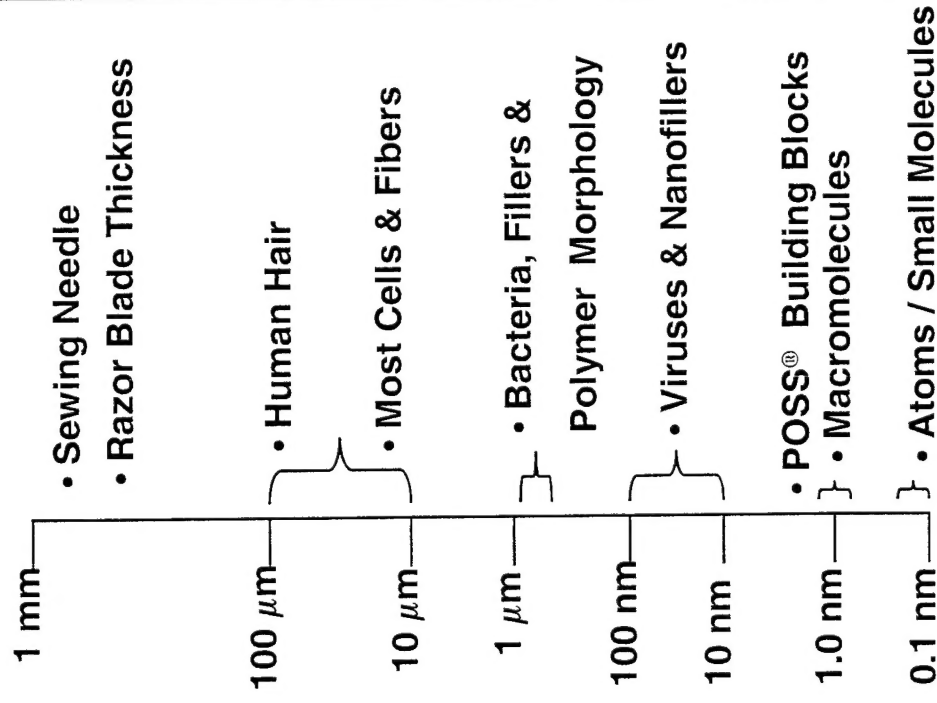 1 mm
• Sewing Needle
• Razor Blade Thickness
100 μm
• Human Hair
• Most Cells & Fibers
10 μm
1 μm
• Bacteria, Fillers &
Polymer Morphology
100 nm
• Viruses & Nanofillers
10 nm
• POSS® Building Blocks
1.0 nm
• Macromolecules
0.1 nm
• Atoms / Small Molecules